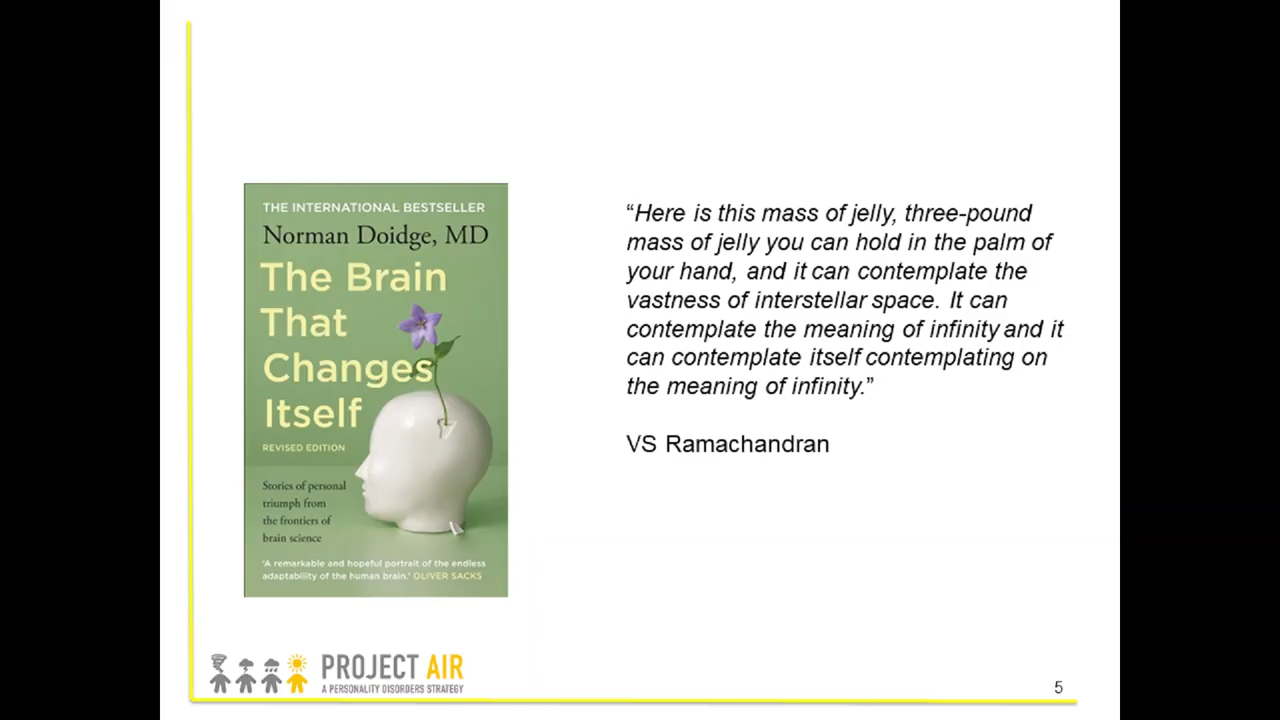 THE INTERNATIONAL BESTSELLER
Norman Doidge, MD
The Brain
That
Changes
Itself
REVISED EDITION
Stories of personal
triumph from
the frontiers of
brain science
'A remarkable and hopeful portrait of the endless
adaptability of the human brain.' OLIVER SACKS
“Here is this mass of jelly, three-pound
mass of jelly you can hold in the palm of
your hand, and it can contemplate the
vastness of interstellar space. It can
contemplate the meaning of infinity and it
can contemplate itself contemplating on
the meaning of infinity.”
VS Ramachandran
PROJECT AIR
A PERSONALITY DISORDERS STRATEGY
5